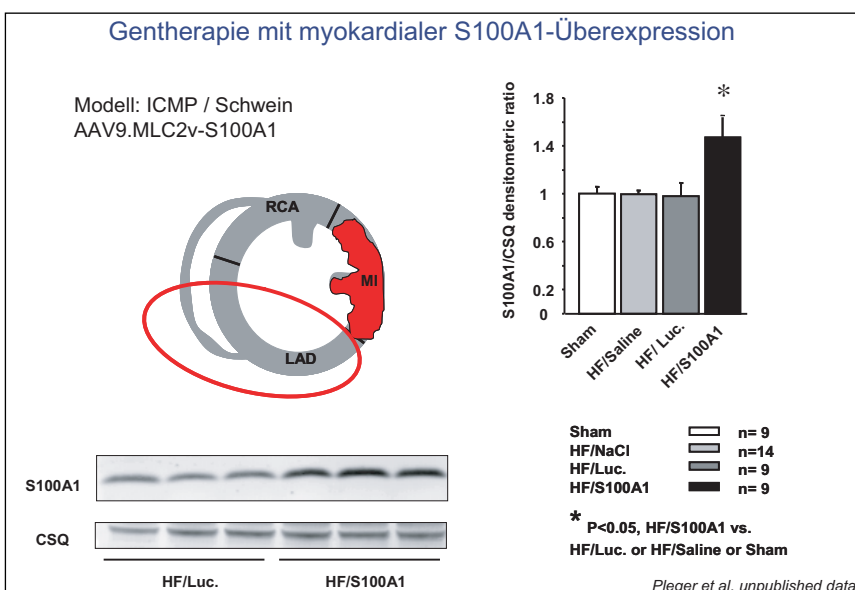 Gentherapie mit myokardialer S100A1-Überexpression
Modell: ICMP / Schwein
AAV9.MLC2v-S100A1
RCA
MI
LAD
S100A1/CSQ densitometric ratio
1.8
1.4
1
0.6
0.2
0
*
Sham
HF/Saline
HF/ Luc.
HF/S100A1
Sham n= 9
HF/NaCl n=14
HF/Luc. n= 9
HF/S100A1 n= 9
* P<0.05, HF/S100A1 vs.
HF/Luc. or HF/Saline or Sham
S100A1
CSQ
HF/Luc. HF/S100A1
Pleger et al. unpublished data